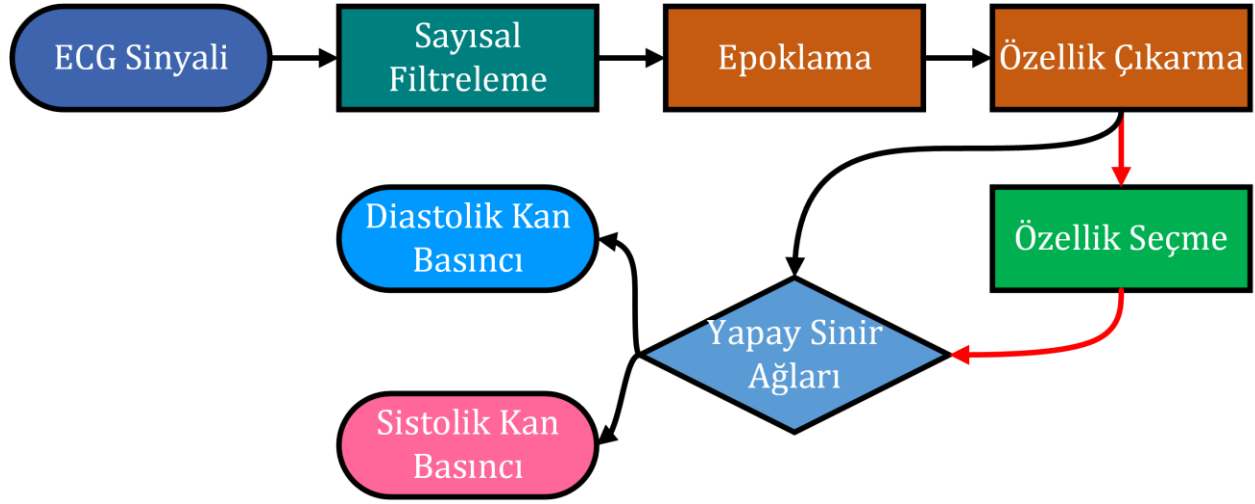 ECG Sinyali
Sayısal
Filtreleme
Epoklama
Özellik Çıkarma
Özellik Seçme
Yapay Sinir
Ağları
Diastolik Kan
Basıncı
Sistolik Kan
Basıncı